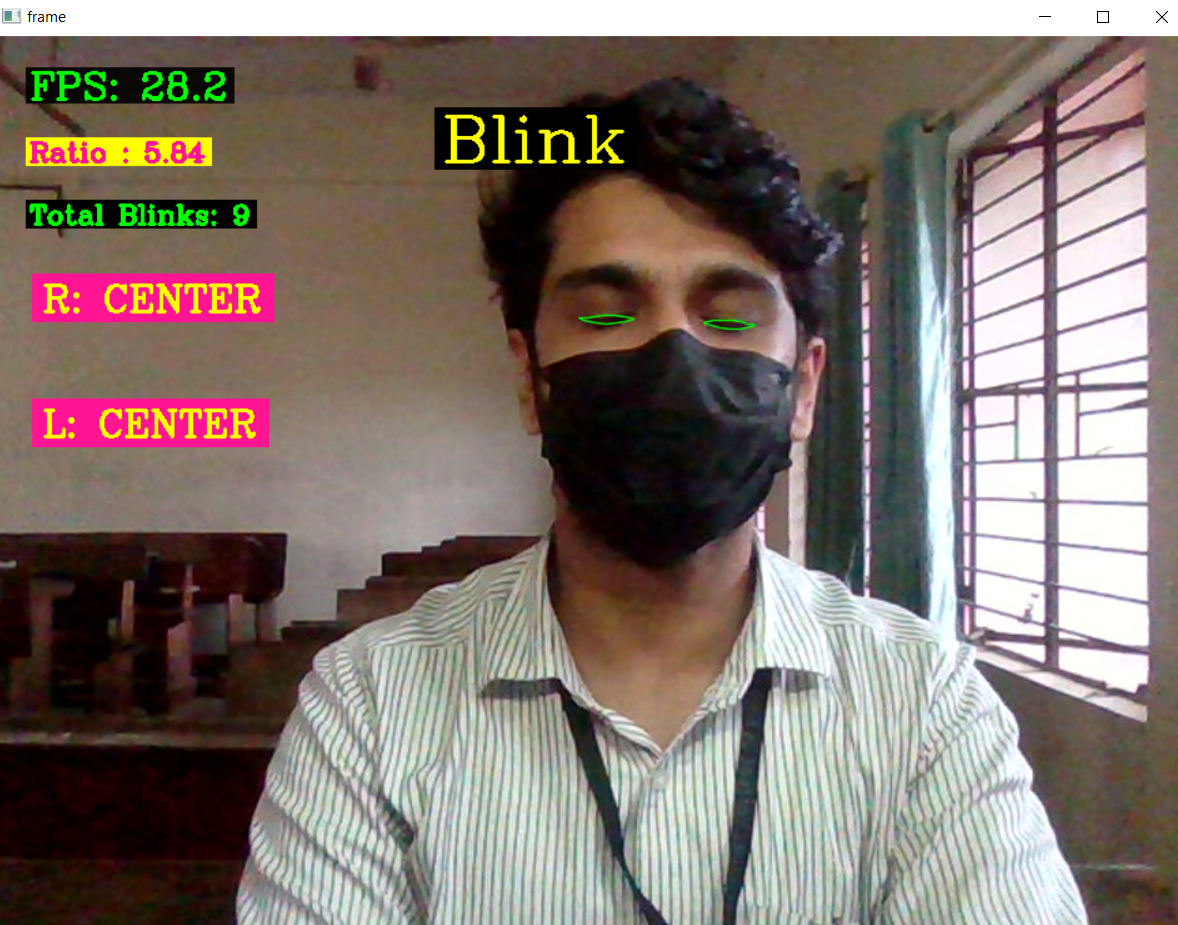 frame
FPS: 28.2
Blink
Ratio : 5.84
Total Blinks: 9
R: CENTER
L: CENTER